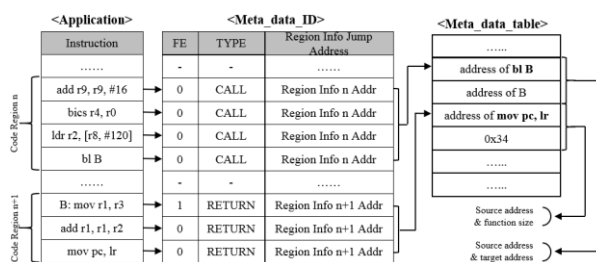 <Application>
<Meta_data_ID>
<Meta_data_table>
Instruction FE TYPE Region Info Jump Address
...... - - ......
add r9, r9, #16 0 CALL Region Info n Addr
bics r4, r0 0 CALL Region Info n Addr
ldr r2, [r8, #120] 0 CALL Region Info n Addr
bl B 0 CALL Region Info n Addr
...... - - ......
B: mov r1, r3 1 RETURN Region Info n+1 Addr
add r1, r1, r2 0 RETURN Region Info n+1 Addr
mov pc, lr 0 RETURN Region Info n+1 Addr
Code Region n
Code Region n+1
......
address of bl B
address of B
address of mov pc, lr
0x34
......
......
Source address
& function size
Source address
& target address